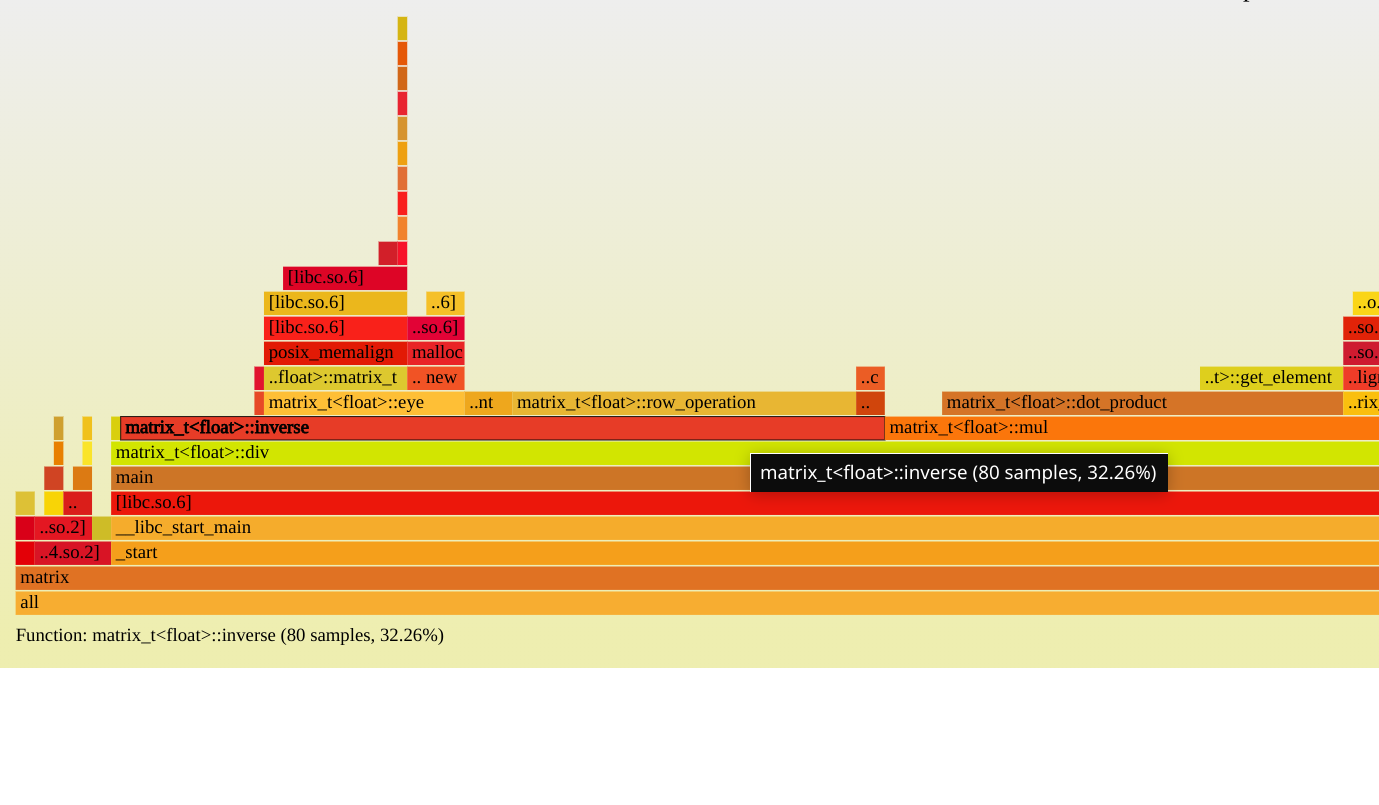 [libc.so.6]
[libc.so.6] ..6] ..o.
[libc.so.6] ..so.6] ..so.
posix_memalign malloc ..so.
..float>::matrix_t .. new ..c ..t>::get_element ..lig
matrix_t<float>::eye ..nt matrix_t<float>::row_operation .. matrix_t<float>::dot_product ..rix_
matrix_t<float>::inverse matrix_t<float>::mul
matrix_t<float>::div
main
matrix_t<float>::inverse (80 samples, 32.26%)
.. [libc.so.6]
..so.2] __libc_start_main
..4.so.2] _start
matrix
all
Function: matrix_t<float>::inverse (80 samples, 32.26%)